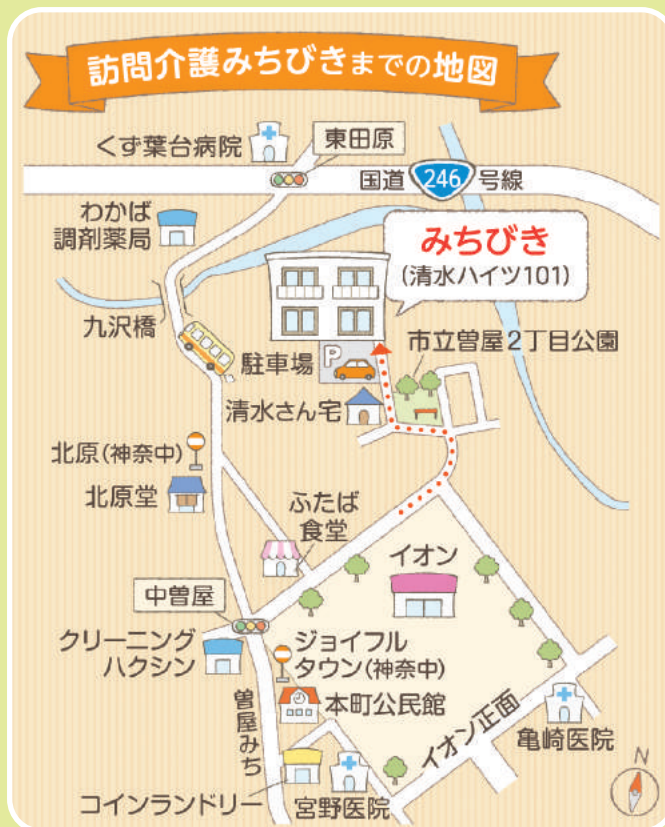 訪問介護みちびきまでの地図
くず葉台病院
東田原
国道246号線
わかば
調剤薬局
みちびき
(清水ハイツ101)
九沢橋
P
駐車場
市立曽屋2丁目公園
清水さん宅
北原(神奈中)
北原堂
ふたば
食堂
イオン
中曽屋
クリーニング
ハクシン
ジョイフル
タウン(神奈中)
本町公民館
曽屋みち
イオン正面
亀崎医院
コインランドリー
宮野医院
N